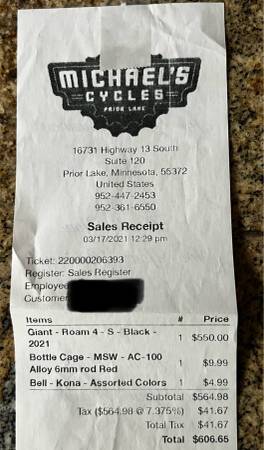 MICHAEL'S
CYCLES
PRIOR LAKE
16731 Highway 13 South
Suite 120
Prior Lake, Minnesota, 55372
United States
952-447-2453
952-361-6550
Sales Receipt
03/17/2021 12:29 pm
Ticket: 220000206393
Register: Sales Register
Employee
Customer
Items # Price
Giant - Roam 4 - S - Black - 1 $550.00
2021
Bottle Cage - MSW - AC-100 1 $9.99
Alloy 6mm rod Red
Bell - Kona - Assorted Colors 1 $4.99
Subtotal $564.98
Tax ($564.98 @ 7.375%) $41.67
Total Tax $41.67
Total $606.65